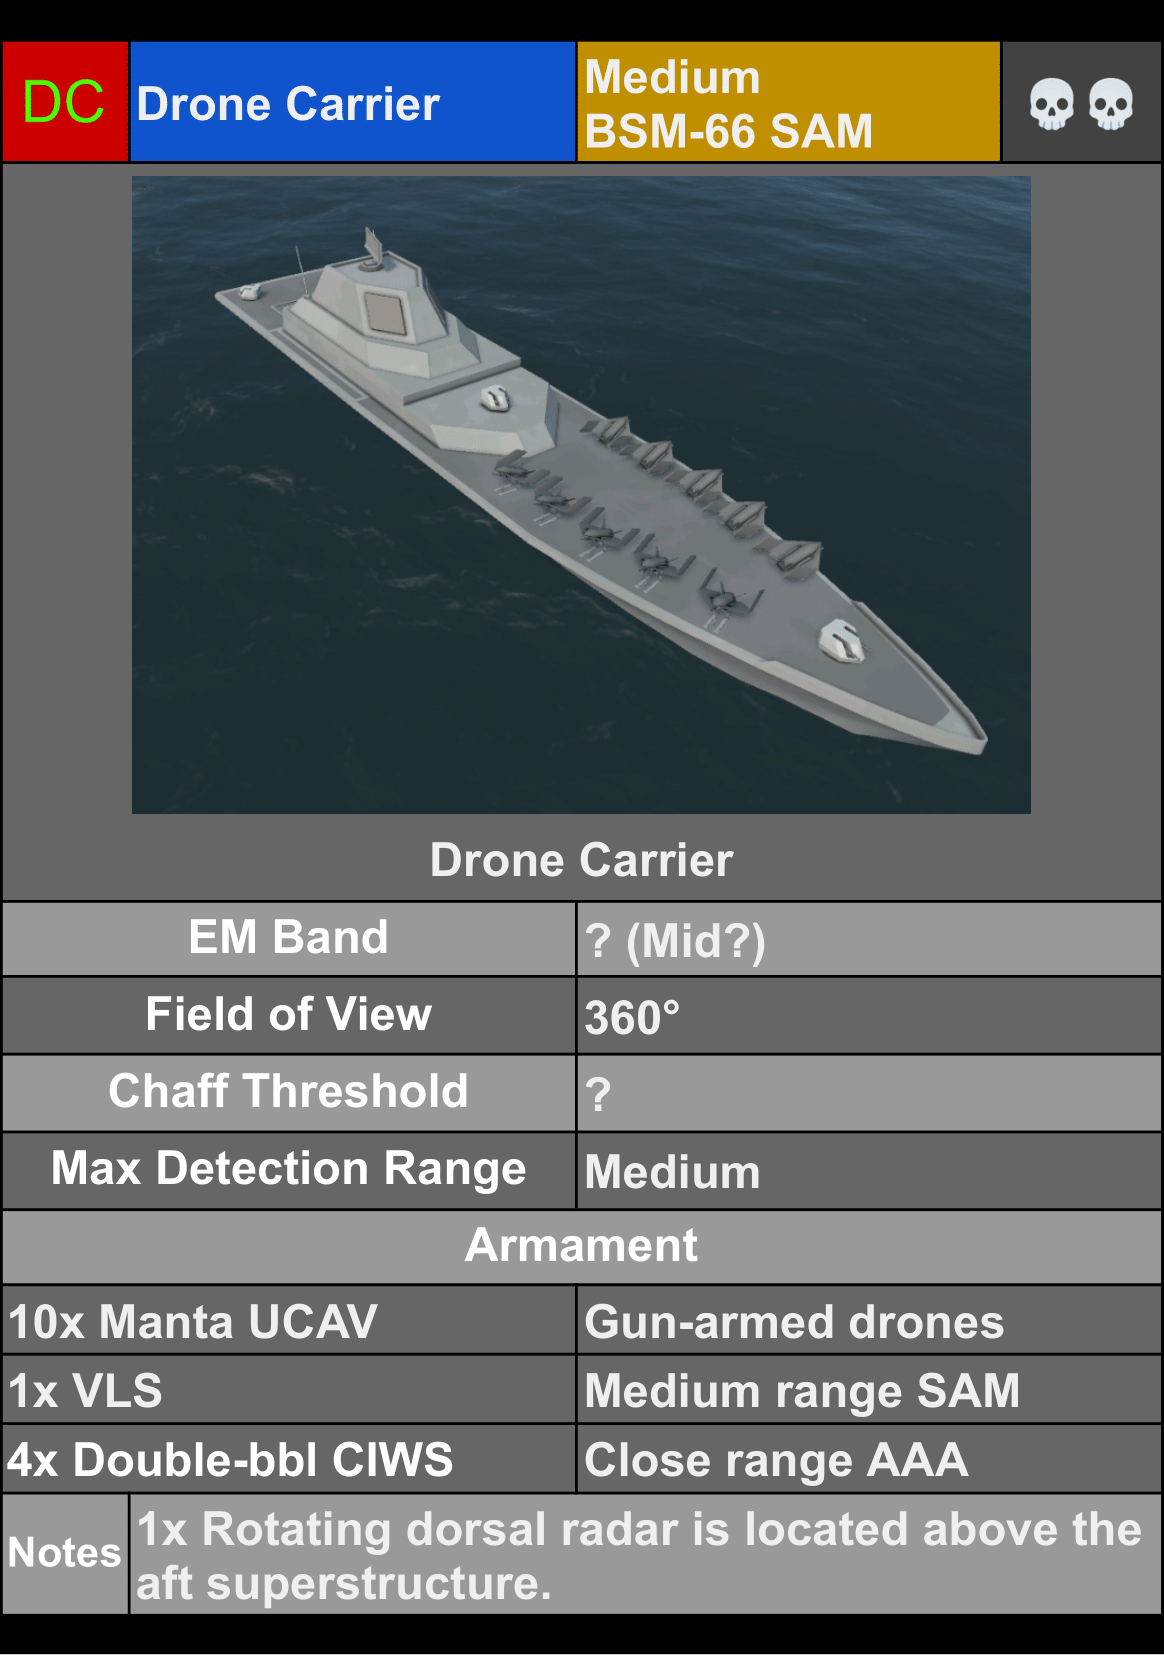 DC
Drone Carrier
Medium
BSM-66 SAM
Drone Carrier
EM Band
? (Mid?)
Field of View
360°
Chaff Threshold
?
Max Detection Range
Medium
Armament
10x Manta UCAV
Gun-armed drones
1x VLS
Medium range SAM
4x Double-bbl CIWS
Close range AAA
Notes
1x Rotating dorsal radar is located above the
aft superstructure.